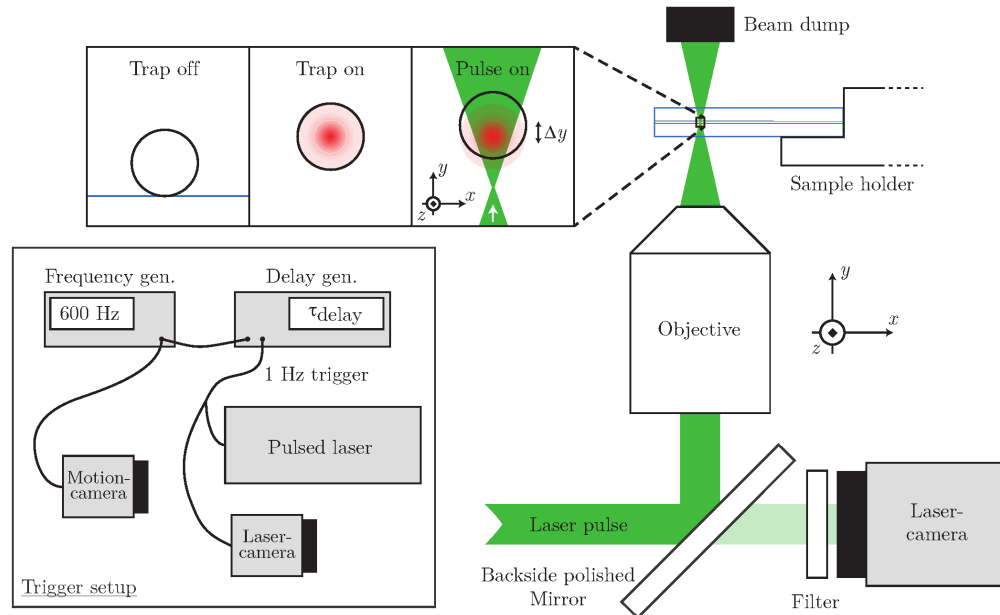 Beam dump
Trap off
Trap on
Pulse on
Δy
y
x
z
Sample holder
Objective
y
x
z
Frequency gen.
Delay gen.
600 Hz
τdelay
1 Hz trigger
Pulsed laser
Motion-
camera
Laser-
camera
Trigger setup
Laser pulse
Laser-
camera
Backside polished
Mirror
Filter